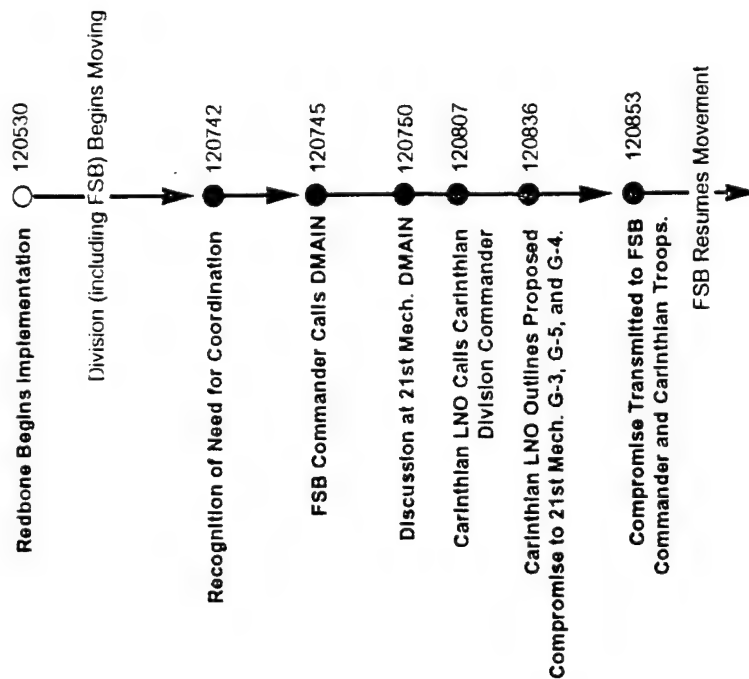 Redbone Begins Implementation
120530
Division (including FSB) Begins Moving
Recognition of Need for Coordination
120742
FSB Commander Calls DMAIN
120745
Discussion at 21st Mech. DMAIN
120750
Carinthian LNO Calls Carinthian
Division Commander
120807
Carinthian LNO Outlines Proposed
Compromise to 21st Mech. G-3, G-5, and G-4.
120836
Compromise Transmitted to FSB
Commander and Carinthian Troops.
120853
FSB Resumes Movement